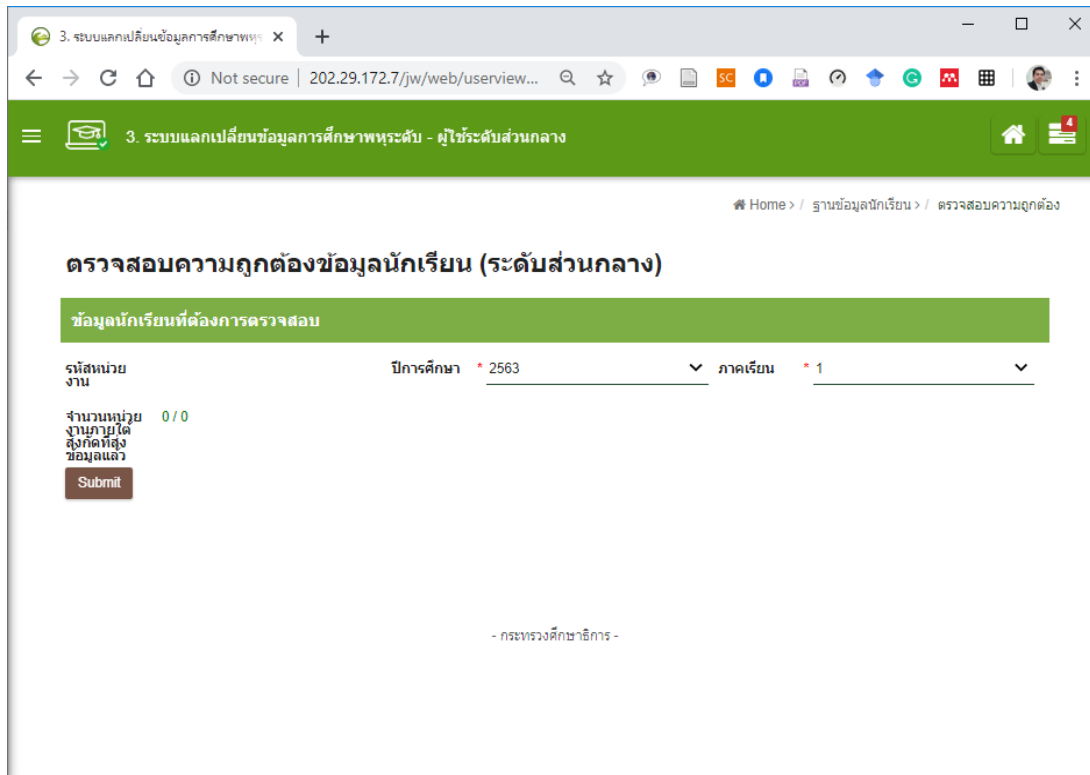 3. ระบบแลกเปลี่ยนข้อมูลการศึกษาพหุร
Not secure | 202.29.172.7/jw/web/userview...
3. ระบบแลกเปลี่ยนข้อมูลการศึกษาพหุระดับ - ผู้ใช้ระดับส่วนกลาง
4
Home > / ฐานข้อมูลนักเรียน > / ตรวจสอบความถูกต้อง
ตรวจสอบความถูกต้องข้อมูลนักเรียน (ระดับส่วนกลาง)
ข้อมูลนักเรียนที่ต้องการตรวจสอบ
รหัสหน่วย
งาน
ปีการศึกษา * 2563
ภาคเรียน * 1
จำนวนหน่วย
งานภายใต้
สังกัดที่ส่ง
ข้อมูลแล้ว
0 / 0
Submit
- กระทรวงศึกษาธิการ -